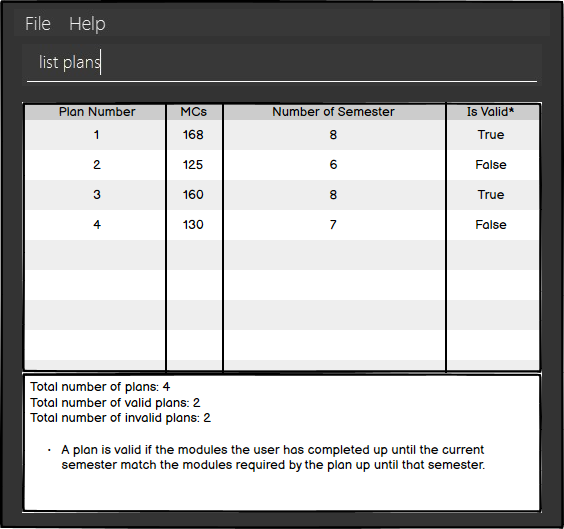 File Help
list plans
Plan Number MCs Number of Semester Is Valid*
1 168 8 True
2 125 6 False
3 160 8 True
4 130 7 False
Total number of plans: 4
Total number of valid plans: 2
Total number of invalid plans: 2
· A plan is valid if the modules the user has completed up until the current
semester match the modules required by the plan up until that semester.